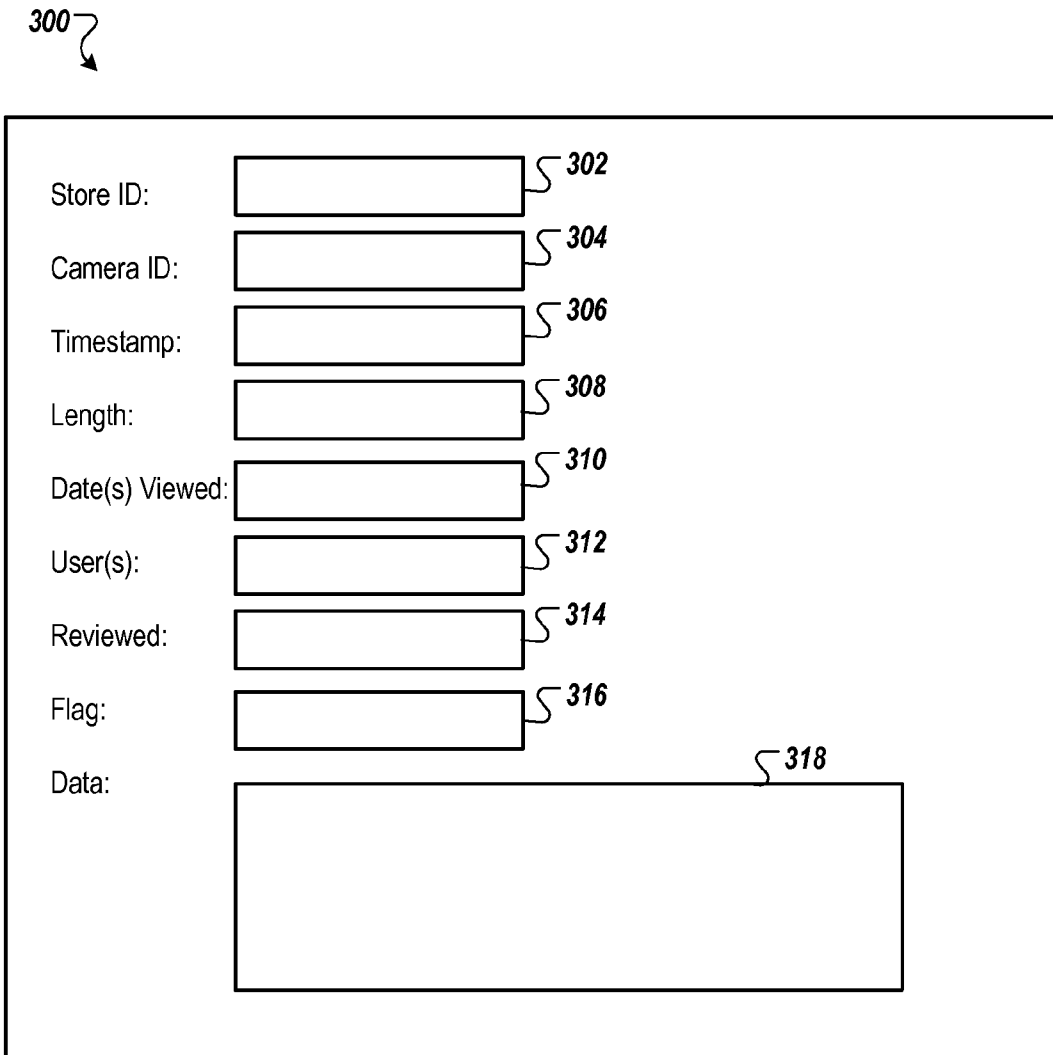 300
Store ID: 302
Camera ID: 304
Timestamp: 306
Length: 308
Date(s) Viewed: 310
User(s): 312
Reviewed: 314
Flag: 316
Data: 318